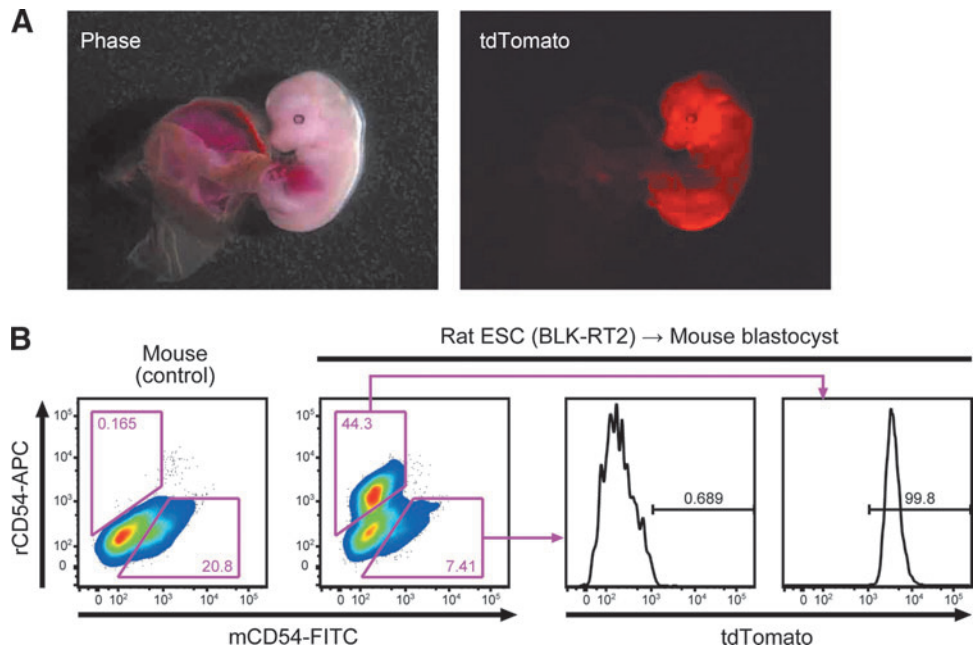 A
Phase
tdTomato
B
Rat ESC (BLK-RT2) → Mouse blastocyst
Mouse
(control)
rCD54-APC
10⁵
10⁴
10³
10²
0
0.165
20.8
0 10² 10³ 10⁴ 10⁵
10⁵
10⁴
10³
10²
0
44.3
7.41
0 10² 10³ 10⁴ 10⁵
mCD54-FITC
0.689
0 10² 10³ 10⁴ 10⁵
99.8
0 10² 10³ 10⁴ 10⁵
tdTomato